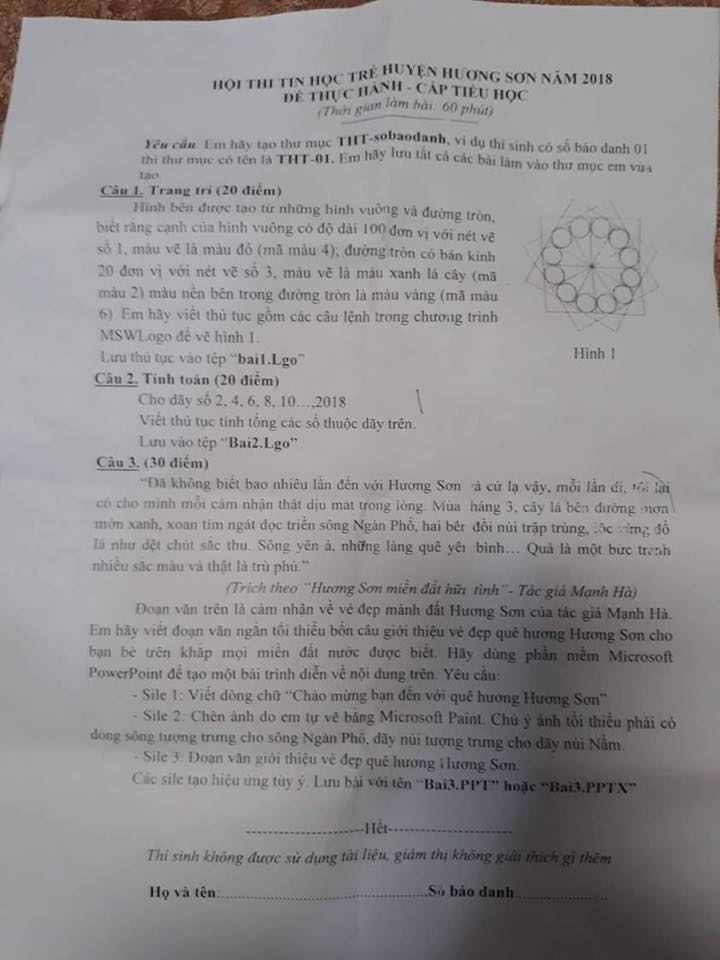 HỘI THI TIN HỌC TRẺ HUYỆN HƯƠNG SƠN NĂM 2018
ĐỀ THỰC HÀNH - CẤP TIỂU HỌC
(Thời gian làm bài: 60 phút)
Yêu cầu: Em hãy tạo thư mục THT-sobaodanh, ví dụ thí sinh có số báo danh 01
thì thư mục có tên là THT-01. Em hãy lưu tất cả các bài làm vào thư mục em vừa
tạo
Câu 1. Trang trí (20 điểm)
Hình bên được tạo từ những hình vuông và đường tròn,
biết rằng cạnh của hình vuông có độ dài 100 đơn vị với nét vẽ
số 1, màu vẽ là màu đỏ (mã màu 4); đường tròn có bán kính
20 đơn vị với nét vẽ số 3, màu vẽ là màu xanh lá cây (mã
màu 2) màu nền bên trong đường tròn là màu vàng (mã màu
6). Em hãy viết thủ tục gồm các câu lệnh trong chương trình
MSWLogo để vẽ hình 1.
Lưu thủ tục vào tệp “bai1.Lgo”
Hình 1
Câu 2. Tính toán (20 điểm)
Cho dãy số 2, 4, 6, 8, 10...,2018
Viết thủ tục tính tổng các số thuộc dãy trên.
Lưu vào tệp “Bai2.Lgo”
Câu 3. (30 điểm)
“Đã không biết bao nhiêu lần đến với Hương Sơn và cứ lạ vậy, mỗi lần đi, tôi lại
có cho mình mỗi cảm nhận thật dịu mát trong lòng. Mùa tháng 3, cây lá bên đường mơn
mởn xanh, xoan tím ngát dọc triền sông Ngàn Phố, hai bên đồi núi trập trùng, lộc vừng đổ
lá như dệt chút sắc thu. Sông yên ả, những làng quê yên bình… Quả là một bức tranh
nhiều sắc màu và thật là trù phú.”
(Trích theo “Hương Sơn miền đất hữu tình”- Tác giả Mạnh Hà)
Đoạn văn trên là cảm nhận về vẻ đẹp mảnh đất Hương Sơn của tác giả Mạnh Hà.
Em hãy viết đoạn văn ngắn tối thiểu bốn câu giới thiệu vẻ đẹp quê hương Hương Sơn cho
bạn bè trên khắp mọi miền đất nước được biết. Hãy dùng phần mềm Microsoft
PowerPoint để tạo một bài trình diễn về nội dung trên. Yêu cầu:
- Sile 1: Viết dòng chữ “Chào mừng bạn đến với quê hương Hương Sơn”
- Sile 2: Chèn ảnh do em tự vẽ bằng Microsoft Paint. Chú ý ảnh tối thiểu phải có
dòng sông tượng trưng cho sông Ngàn Phố, dãy núi tượng trưng cho dãy núi Nầm.
- Sile 3: Đoạn văn giới thiệu vẻ đẹp quê hương Hương Sơn.
Các sile tạo hiệu ứng tùy ý. Lưu bài với tên “Bai3.PPT” hoặc “Bai3.PPTX”
--------------------Hết---------------------
Thí sinh không được sử dụng tài liệu, giám thị không giải thích gì thêm
Họ và tên:.......................................Số báo danh.................